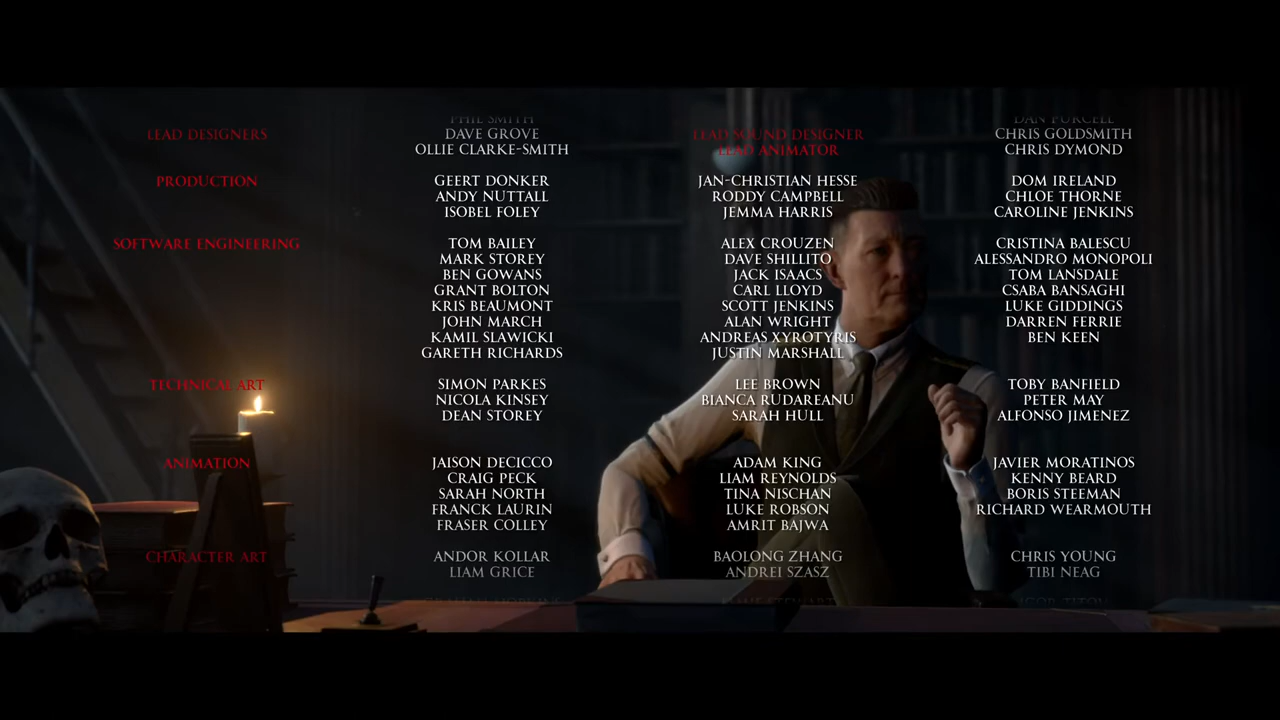 PHIL SMITH DAN PURCELL
LEAD DESIGNERS DAVE GROVE LEAD SOUND DESIGNER CHRIS GOLDSMITH
OLLIE CLARKE-SMITH LEAD ANIMATOR CHRIS DYMOND
PRODUCTION GEERT DONKER JAN-CHRISTIAN HESSE DOM IRELAND
ANDY NUTTALL RODDY CAMPBELL CHLOE THORNE
ISOBEL FOLEY JEMMA HARRIS CAROLINE JENKINS
SOFTWARE ENGINEERING TOM BAILEY ALEX CROUZEN CRISTINA BALESCU
MARK STOREY DAVE SHILLITO ALESSANDRO MONOPOLI
BEN GOWANS JACK ISAACS TOM LANSDALE
GRANT BOLTON CARL LLOYD CSABA BANSAGHI
KRIS BEAUMONT SCOTT JENKINS LUKE GIDDINGS
JOHN MARCH ALAN WRIGHT DARREN FERRIE
KAMIL SLAWICKI ANDREAS XYROTYRIS BEN KEEN
GARETH RICHARDS JUSTIN MARSHALL
TECHNICAL ART SIMON PARKES LEE BROWN TOBY BANFIELD
NICOLA KINSEY BIANCA RUDAREANU PETER MAY
DEAN STOREY SARAH HULL ALFONSO JIMENEZ
ANIMATION JAISON DECICCO ADAM KING JAVIER MORATINOS
CRAIG PECK LIAM REYNOLDS KENNY BEARD
SARAH NORTH TINA NISCHAN BORIS STEEMAN
FRANCK LAURIN LUKE ROBSON RICHARD WEARMOUTH
FRASER COLLEY AMRIT BAJWA
CHARACTER ART ANDOR KOLLAR BAOLONG ZHANG CHRIS YOUNG
LIAM GRICE ANDREI SZASZ TIBI NEAG